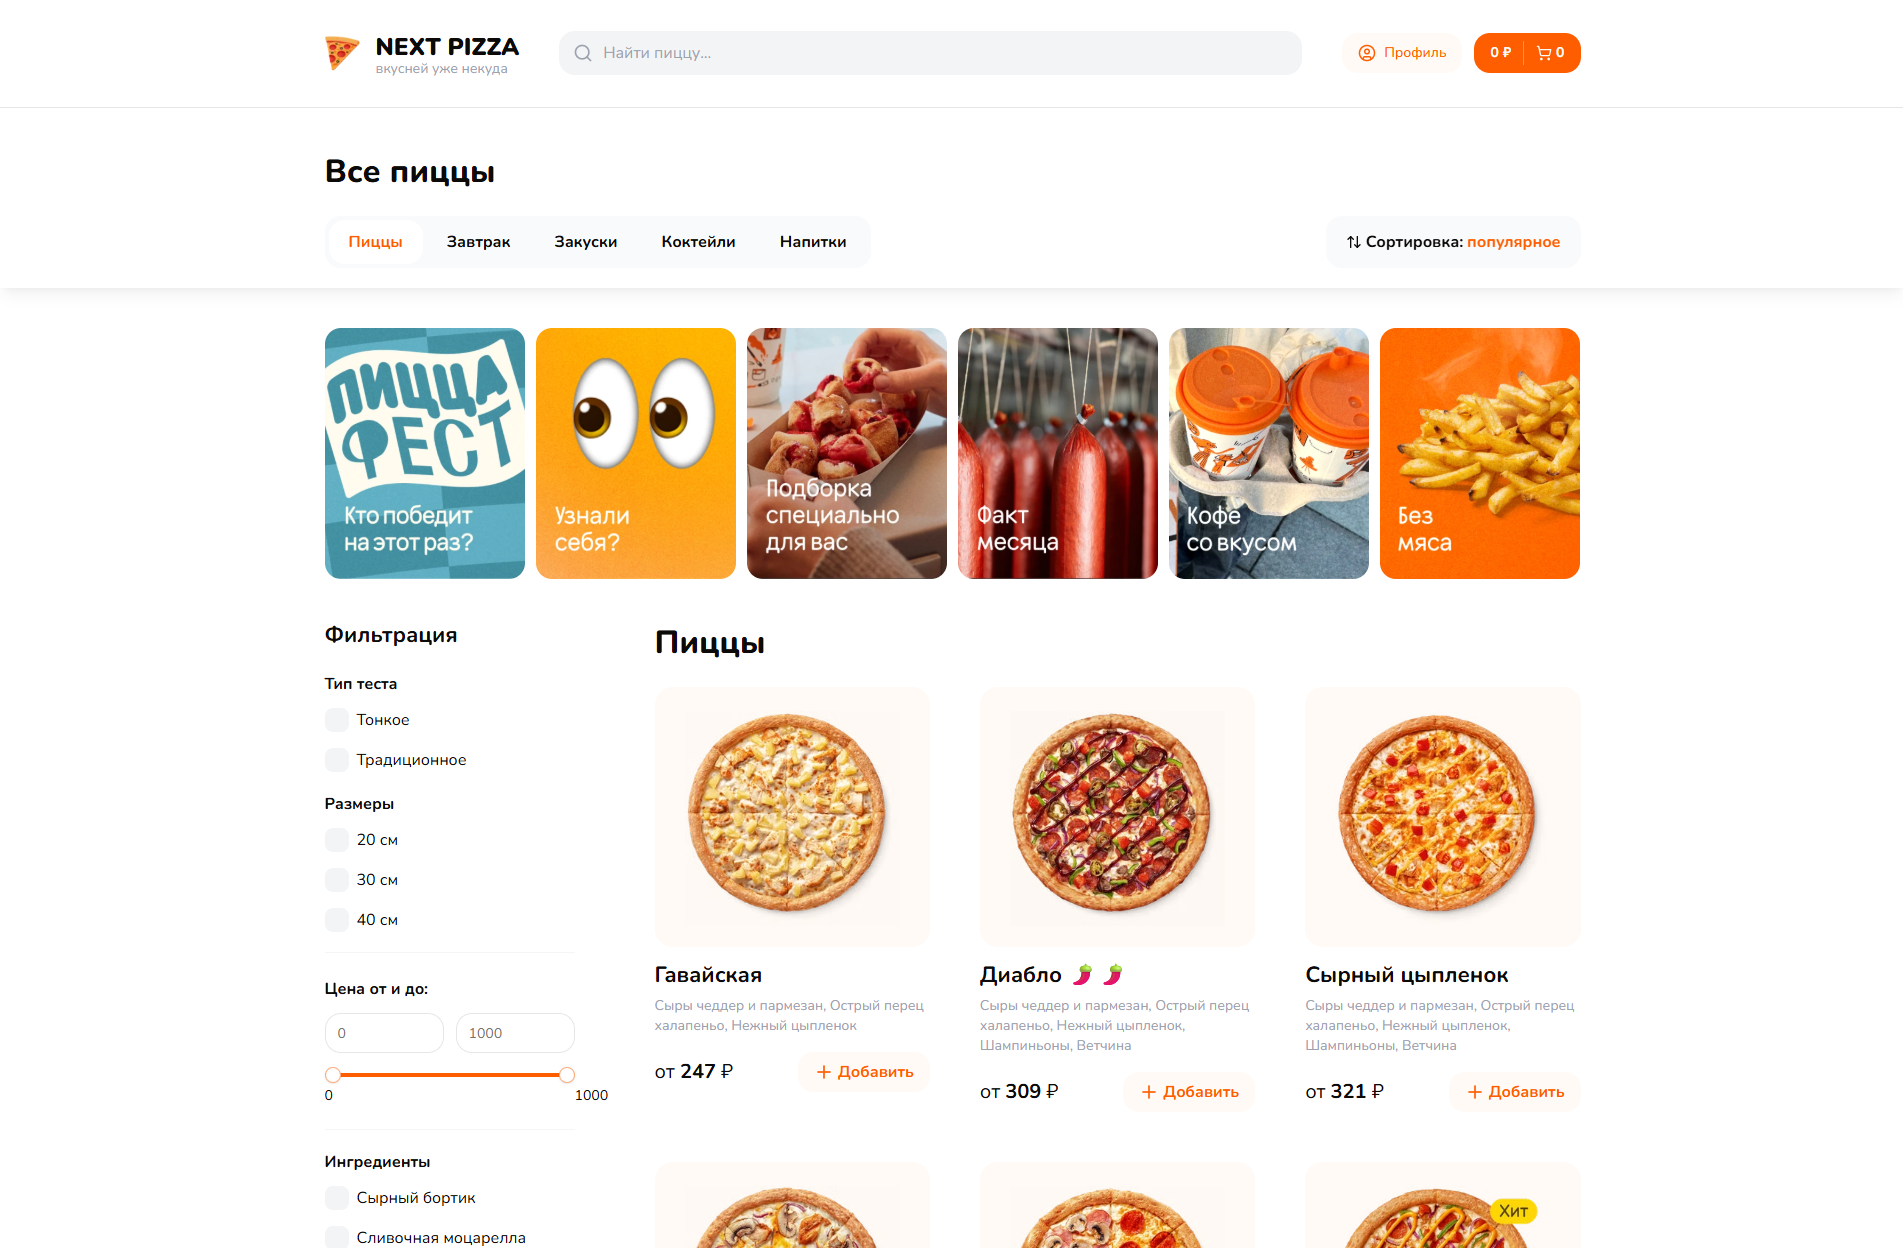 NEXT PIZZA
вкусней уже некуда
Найти пиццу...
Профиль
0 ₽
0
Все пиццы
Пиццы
Завтрак
Закуски
Коктейли
Напитки
Сортировка: популярное
ПИЦЦА
ФЕСТ
Кто победит
на этот раз?
Узнали
себя?
Подборка
специально
для вас
Факт
месяца
Кофе
со вкусом
Без
мяса
Фильтрация
Тип теста
Тонкое
Традиционное
Размеры
20 см
30 см
40 см
Цена от и до:
0
1000
0
1000
Ингредиенты
Сырный бортик
Сливочная моцарелла
Пиццы
Гавайская
Сыры чеддер и пармезан, Острый перец
халапеньо, Нежный цыпленок
от 247 ₽
Добавить
Диабло 🌶️ 🌶️
Сыры чеддер и пармезан, Острый перец
халапеньо, Нежный цыпленок,
Шампиньоны, Ветчина
от 309 ₽
Добавить
Сырный цыпленок
Сыры чеддер и пармезан, Острый перец
халапеньо, Нежный цыпленок,
Шампиньоны, Ветчина
от 321 ₽
Добавить
Хит